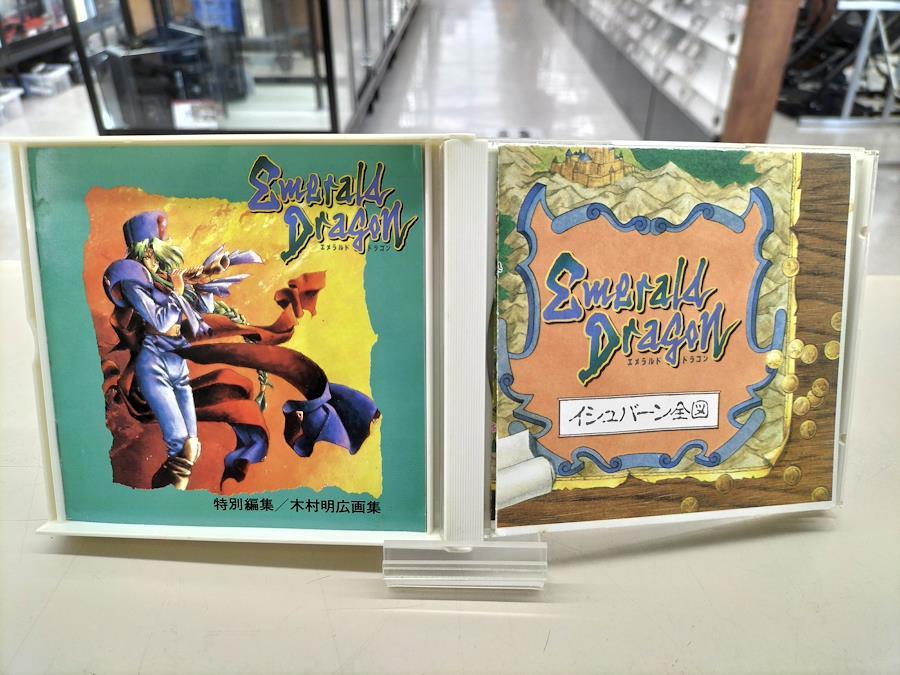 Emerald
Dragon
エメラルド ドラゴン
特別編集／木村明広画集
Emerald
Dragon
エメラルド ドラゴン
イシュバーン全図